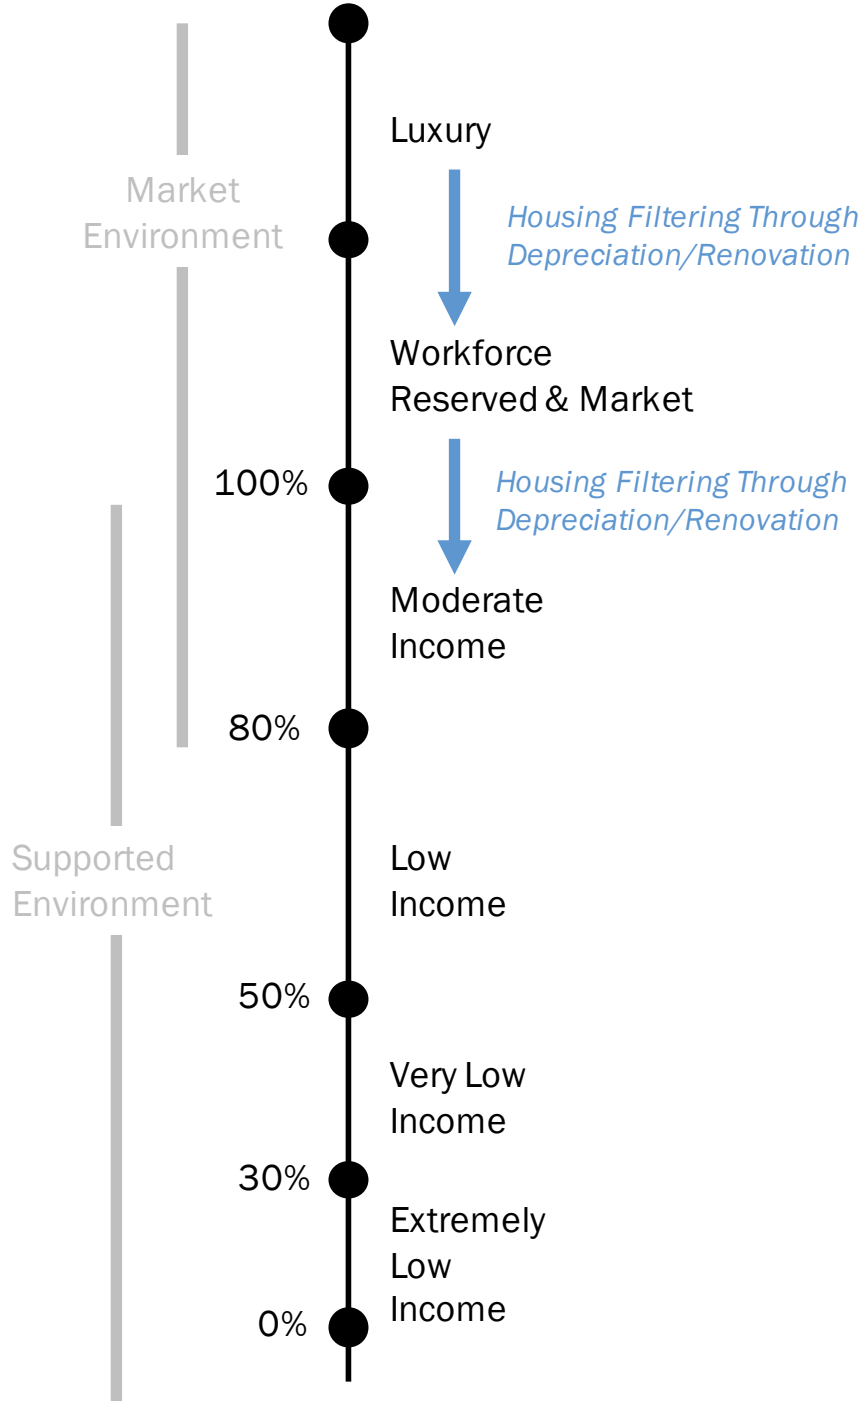 Luxury
Market
Environment
Housing Filtering Through
Depreciation/Renovation
Workforce
Reserved & Market
100%
Housing Filtering Through
Depreciation/Renovation
Moderate
Income
80%
Supported
Environment
Low
Income
50%
Very Low
Income
30%
Extremely
Low
Income
0%